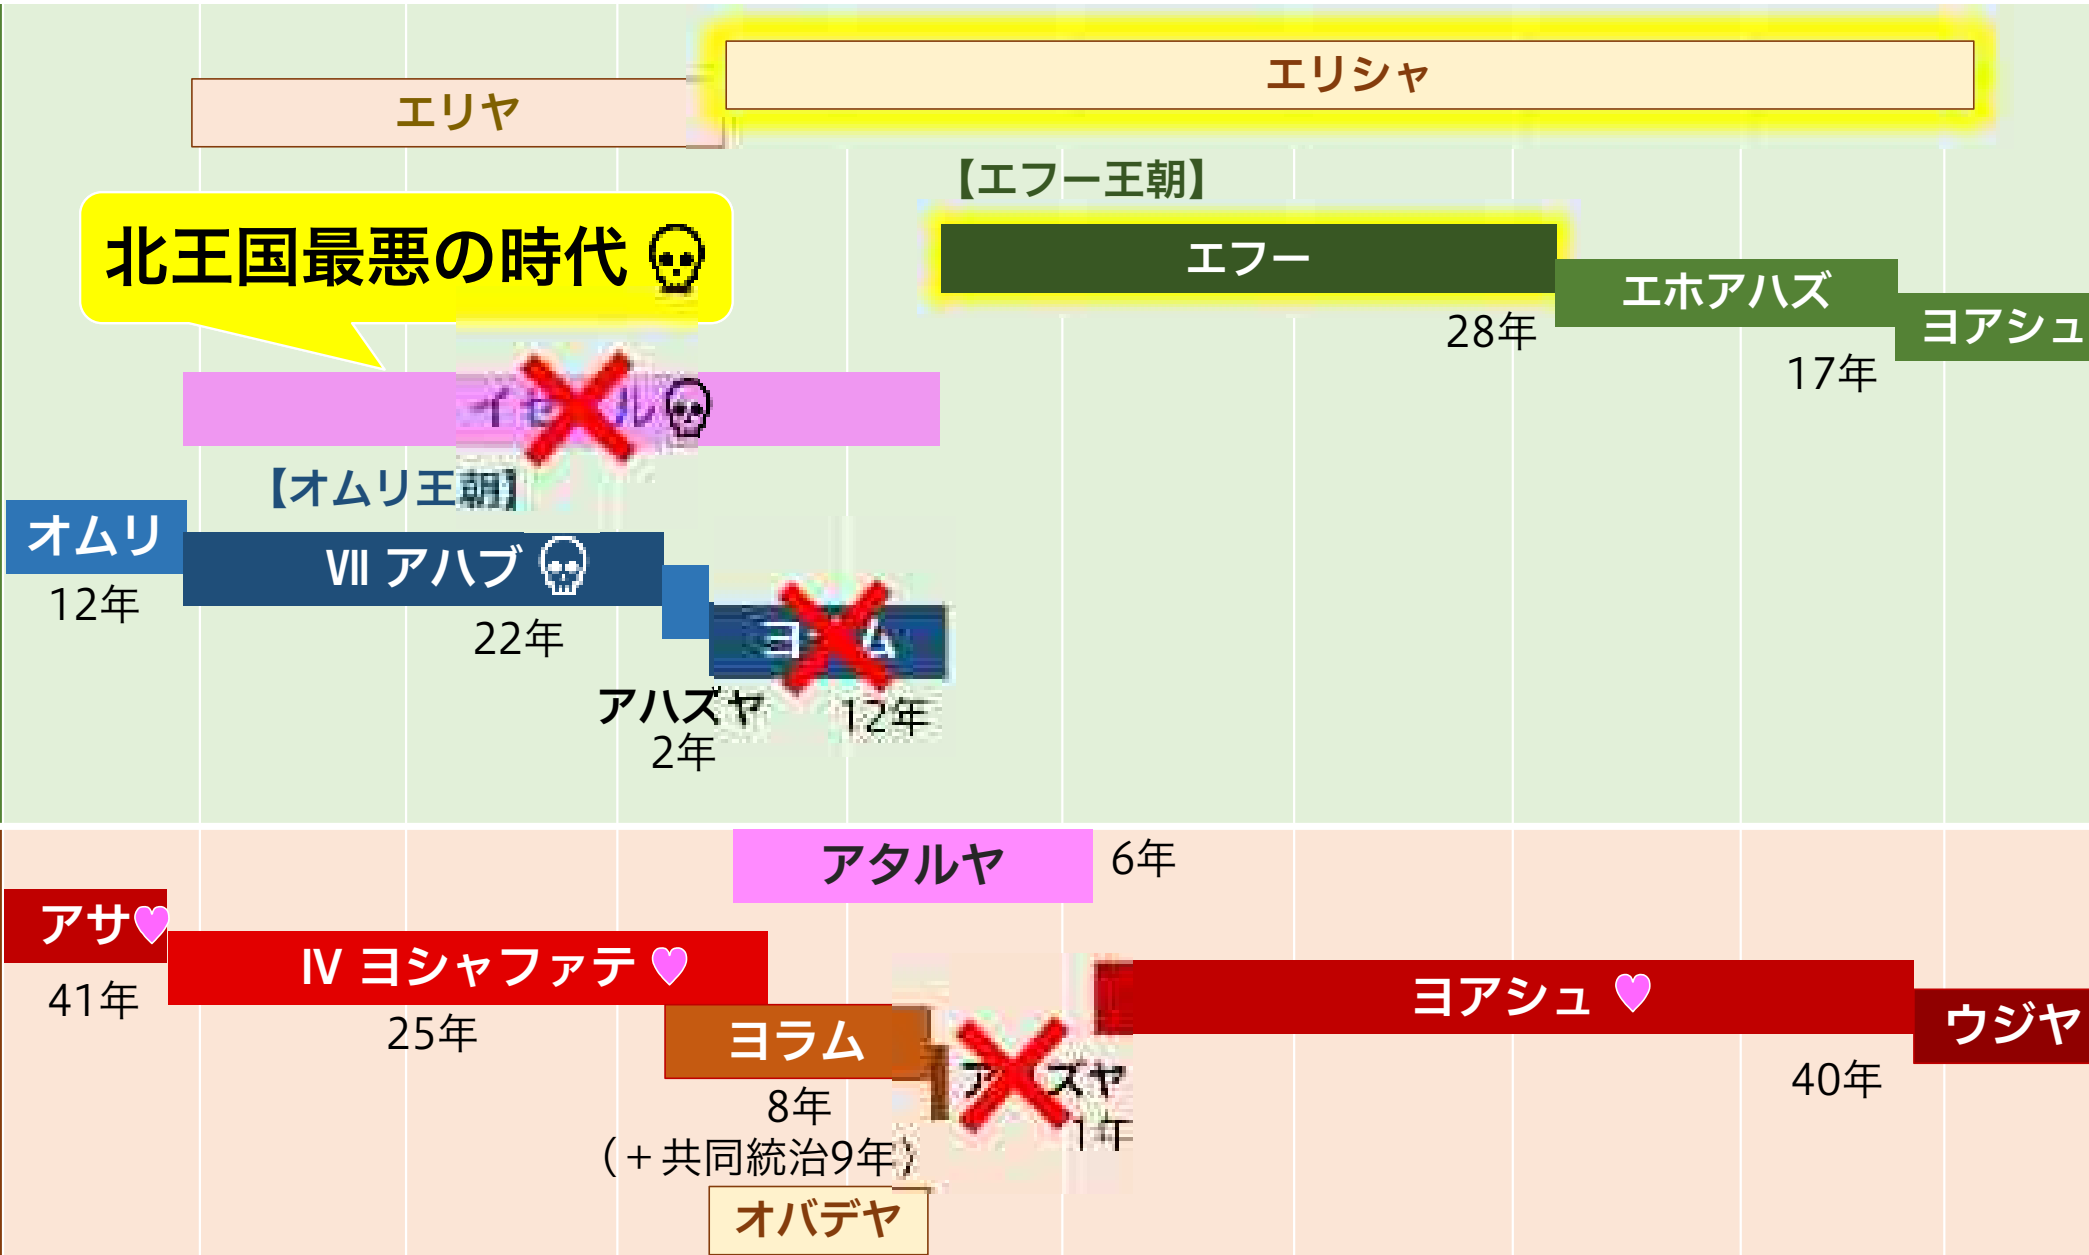 エリシャ
エリヤ
【エフー王朝】
北王国最悪の時代
エフー
エホアハズ
28年
ヨアシュ
17年
【オムリ王朝】
オムリ
Ⅶ アハブ
12年
22年
アハズヤ
12年
2年
アタルヤ
6年
アサ
Ⅳ ヨシャファテ
ヨアシュ
ウジヤ
41年
25年
ヨラム
1年
40年
8年
(＋共同統治9年)
オバデヤ